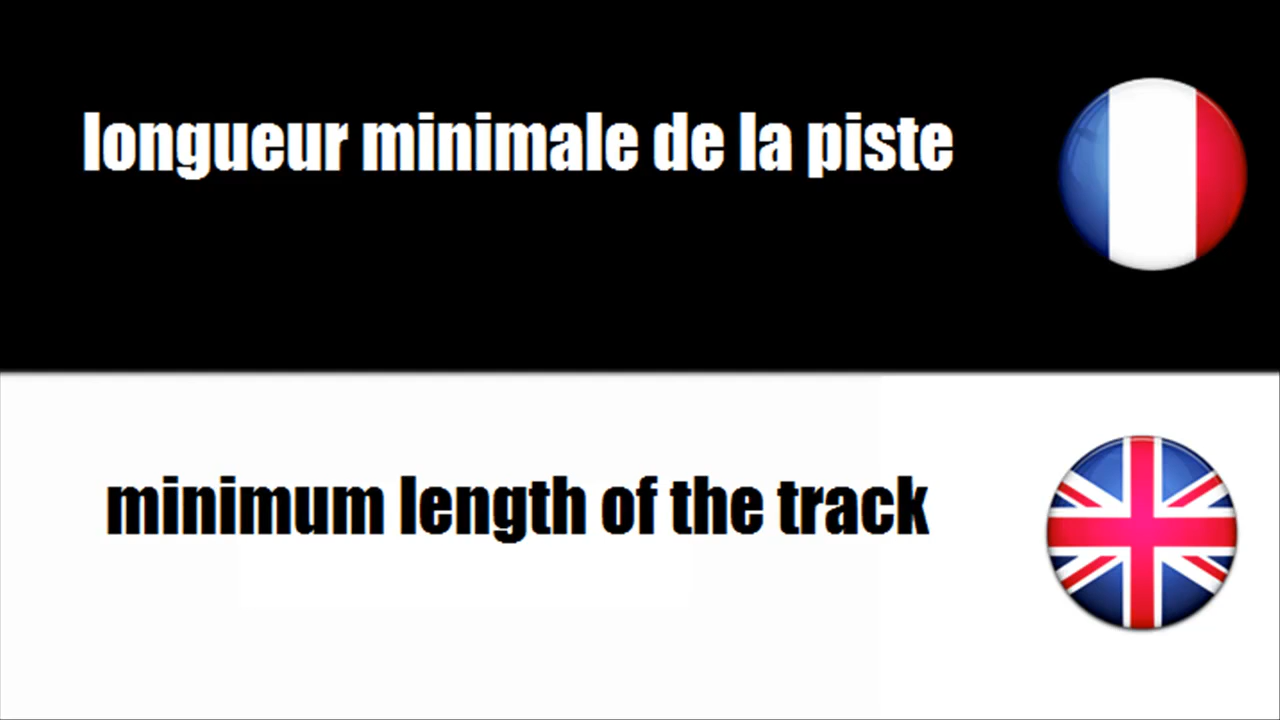 longueur minimale de la piste
minimum length of the track